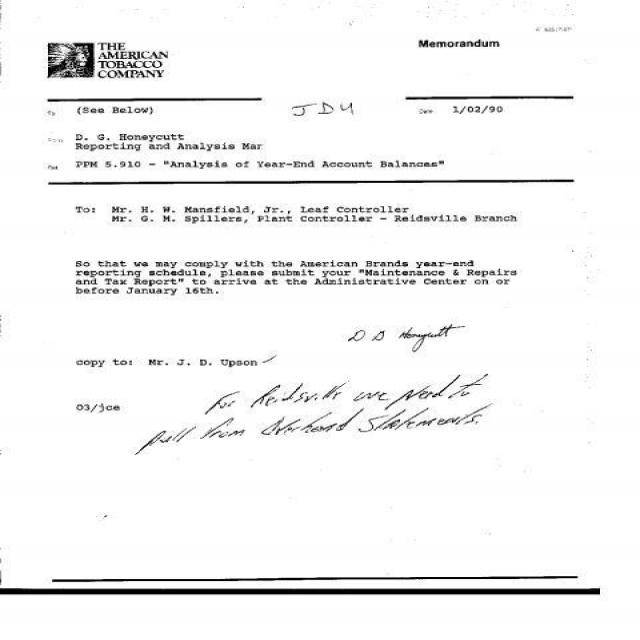 THE
AMERICAN
TOBACCO
COMPANY
Memorandum
To (See Below)
JDU
Date 1/02/90
From D. G. Honeycutt
Reporting and Analysis Mgr
PPM 5.910 - "Analysis of Year-End Account Balances"
To: Mr. H. W. Mansfield, Jr., Leaf Controller
Mr. G. M. Spillers, Plant Controller - Reidsville Branch
So that we may comply with the American Brands year-end
reporting schedule, please submit your "Maintenance & Repairs
and Tax Report" to arrive at the Administrative Center on or
before January 16th.
D G Honeycutt
copy to: Mr. J. D. Upson
03/jce
For Reidsville we need to
pull from Overhead Statements.